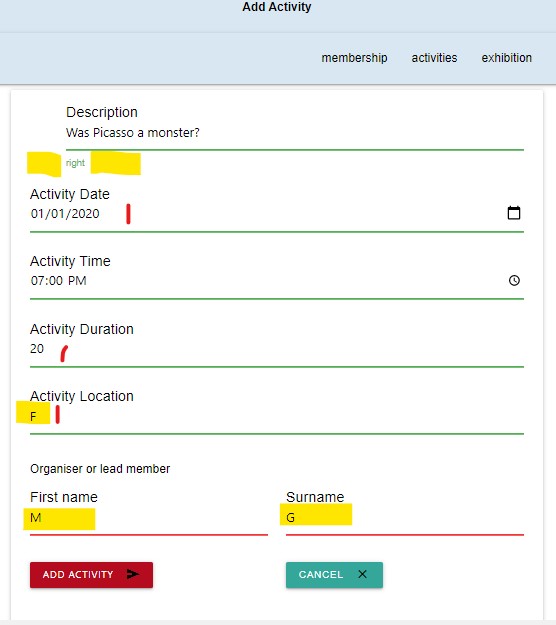 Add Activity
membership activities exhibition
Description
Was Picasso a monster?
right
Activity Date
01/01/2020
Activity Time
07:00 PM
Activity Duration
20
Activity Location
F
Organiser or lead member
First name Surname
M G
ADD ACTIVITY CANCEL